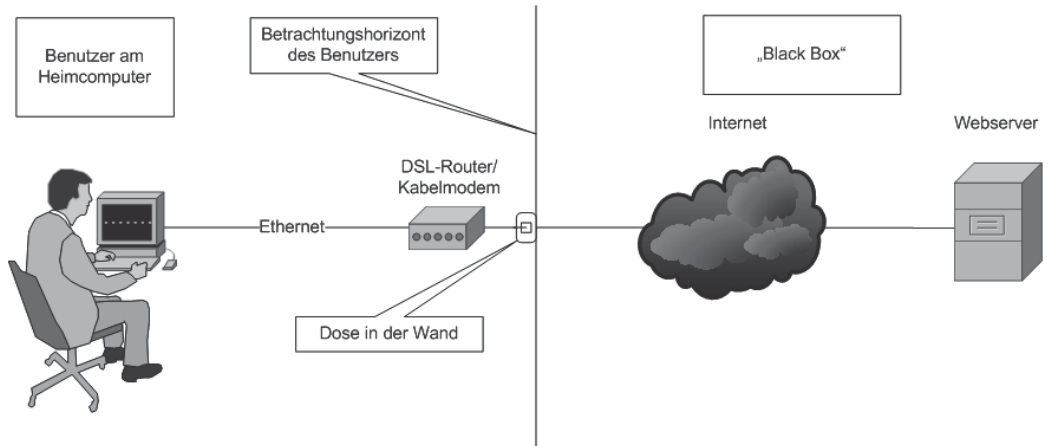 Benutzer am
Heimcomputer
Betrachtungshorizont
des Benutzers
„Black Box“
Internet
Webserver
DSL-Router/
Kabelmodem
Ethernet
Dose in der Wand